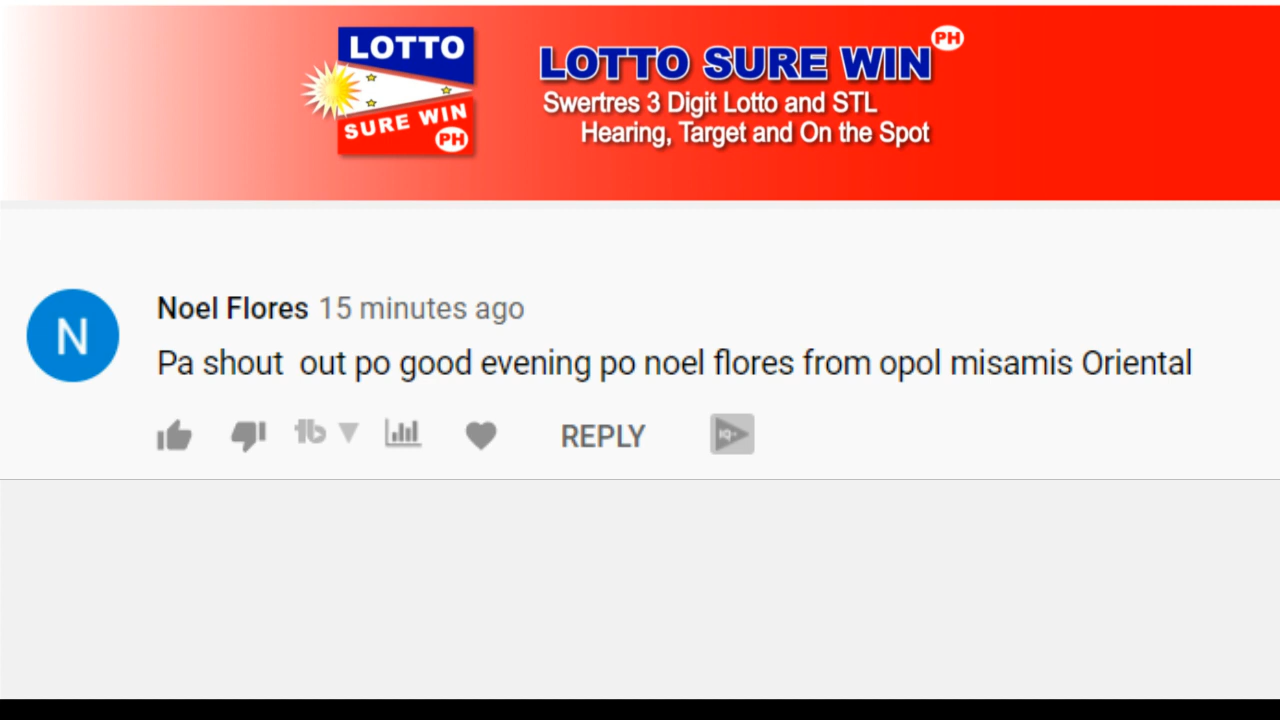 LOTTO
SURE WIN
PH
LOTTO SURE WIN PH
Swertres 3 Digit Lotto and STL
Hearing, Target and On the Spot
N
Noel Flores 15 minutes ago
Pa shout out po good evening po noel flores from opol misamis Oriental
tb
REPLY
IQ